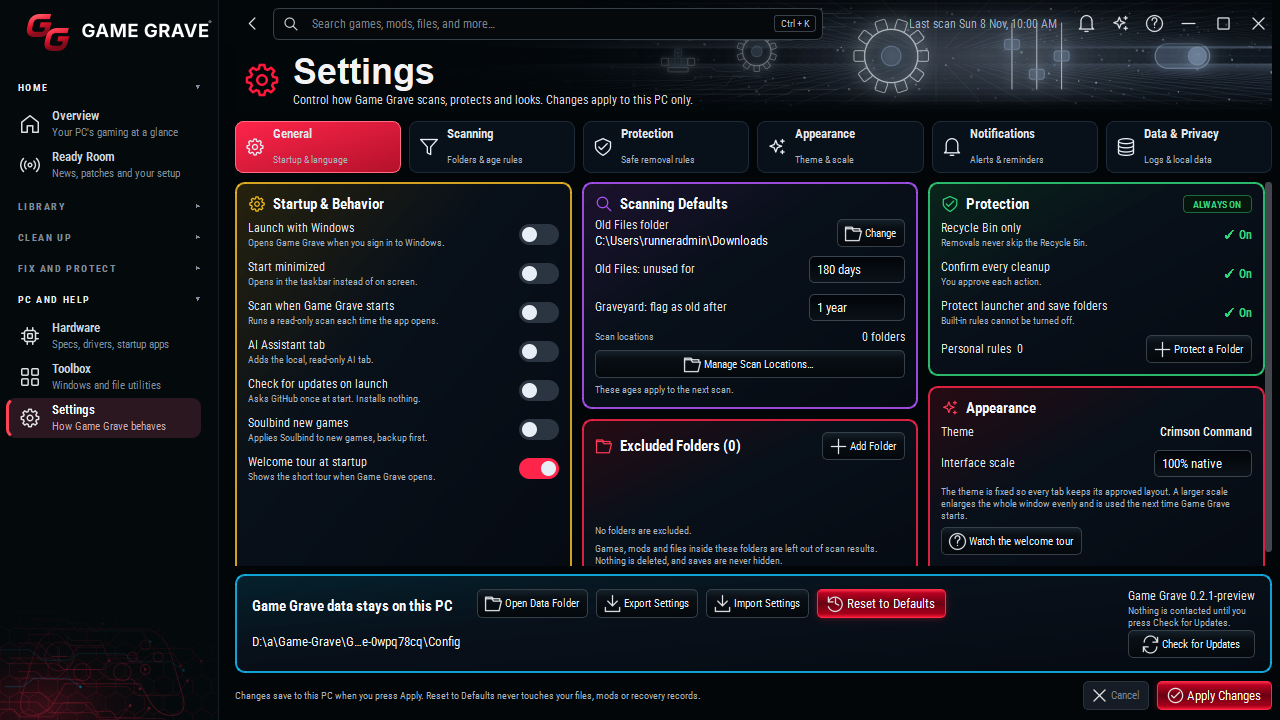 GAME GRAVE
Search games, mods, files, and more...
Ctrl + K
Last scan Sun 8 Nov, 10:00 AM
HOME
Overview
Your PC's gaming at a glance
Ready Room
News, patches and your setup
LIBRARY
CLEAN UP
FIX AND PROTECT
PC AND HELP
Hardware
Specs, drivers, startup apps
Toolbox
Windows and file utilities
Settings
How Game Grave behaves
Settings
Control how Game Grave scans, protects and looks. Changes apply to this PC only.
General
Startup & language
Scanning
Folders & age rules
Protection
Safe removal rules
Appearance
Theme & scale
Notifications
Alerts & reminders
Data & Privacy
Logs & local data
Startup & Behavior
Launch with Windows
Opens Game Grave when you sign in to Windows.
Start minimized
Opens in the taskbar instead of on screen.
Scan when Game Grave starts
Runs a read-only scan each time the app opens.
AI Assistant tab
Adds the local, read-only AI tab.
Check for updates on launch
Asks GitHub once at start. Installs nothing.
Soulbind new games
Applies Soulbind to new games, backup first.
Welcome tour at startup
Shows the short tour when Game Grave opens.
Scanning Defaults
Old Files folder
C:\Users\runneradmin\Downloads
Change
Old Files: unused for
180 days
Graveyard: flag as old after
1 year
Scan locations
0 folders
Manage Scan Locations...
These ages apply to the next scan.
Excluded Folders (0)
Add Folder
No folders are excluded.
Games, mods and files inside these folders are left out of scan results.
Nothing is deleted, and saves are never hidden.
Protection
ALWAYS ON
Recycle Bin only
Removals never skip the Recycle Bin.
✓ On
Confirm every cleanup
You approve each action.
✓ On
Protect launcher and save folders
Built-in rules cannot be turned off.
✓ On
Personal rules 0
Protect a Folder
Appearance
Theme
Crimson Command
Interface scale
100% native
The theme is fixed so every tab keeps its approved layout. A larger scale
enlarges the whole window evenly and is used the next time Game Grave
starts.
Watch the welcome tour
Game Grave data stays on this PC
Open Data Folder
Export Settings
Import Settings
Reset to Defaults
D:\a\Game-Grave\G...e-0wpq78cq\Config
Game Grave 0.2.1-preview
Nothing is contacted until you
press Check for Updates.
Check for Updates
Changes save to this PC when you press Apply. Reset to Defaults never touches your files, mods or recovery records.
Cancel
Apply Changes